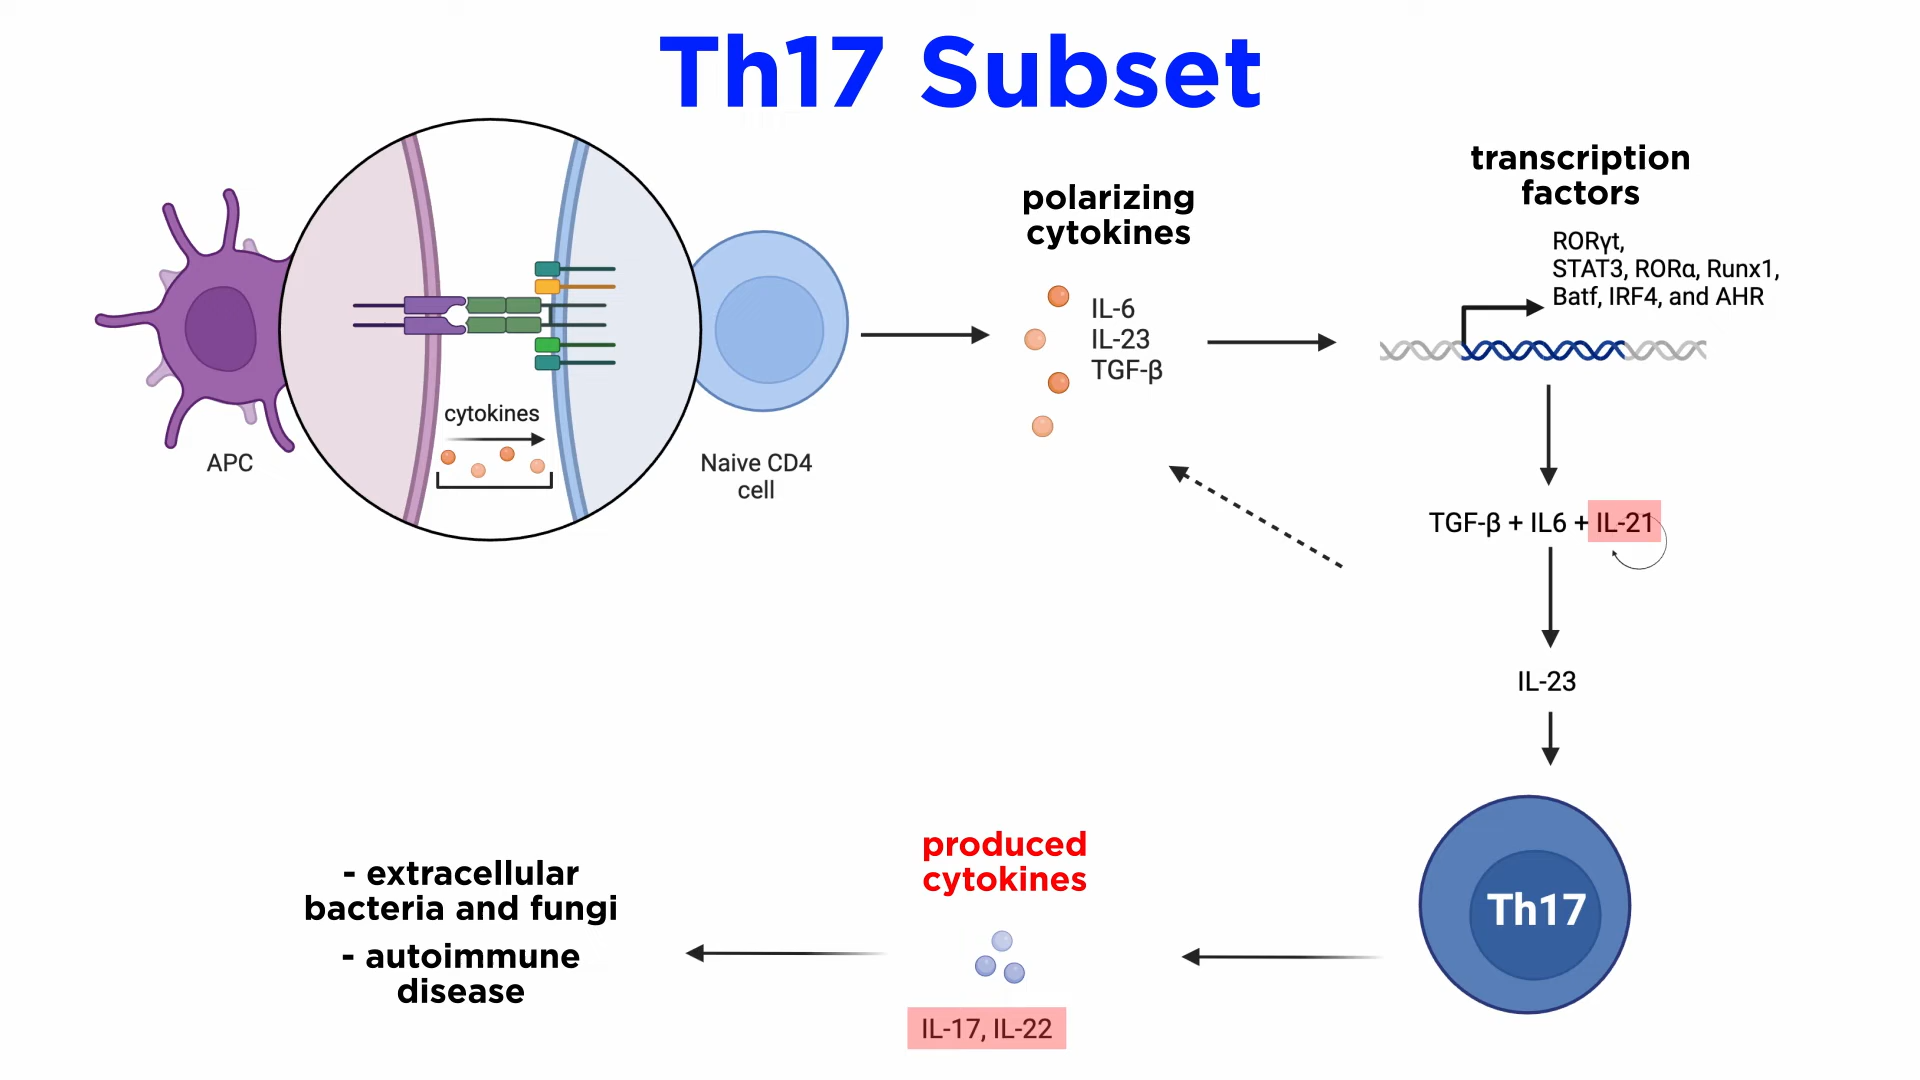 Th17 Subset
cytokines
APC
Naive CD4
cell
polarizing
cytokines
IL-6
IL-23
TGF-β
transcription
factors
RORγt,
STAT3, RORα, Runx1,
Batf, IRF4, and AHR
TGF-β + IL6 + IL-21
IL-23
Th17
produced
cytokines
IL-17, IL-22
- extracellular
bacteria and fungi
- autoimmune
disease